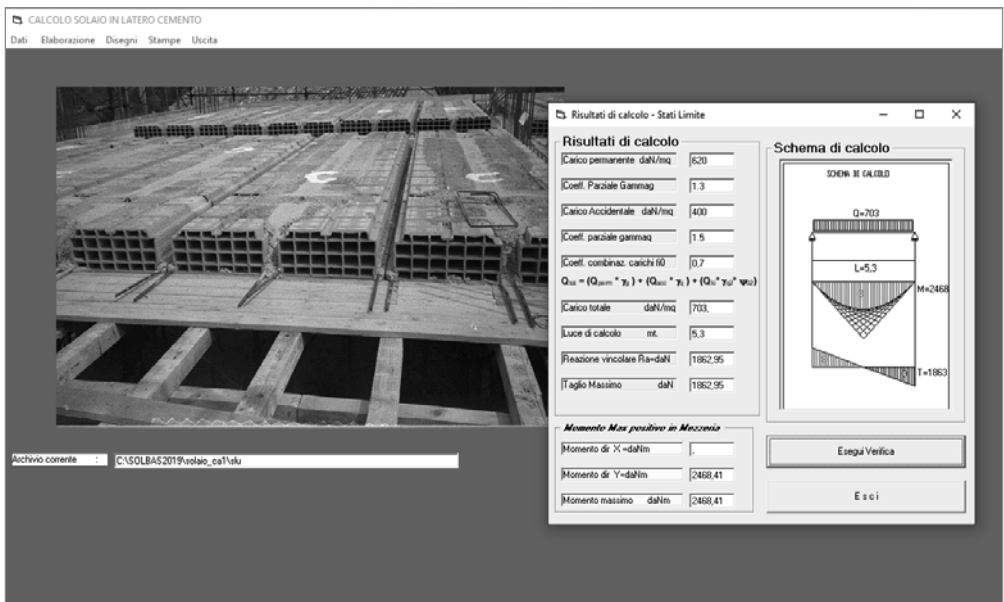 CALCOLO SOLAIO IN LATERO CEMENTO
Dati Elaborazione Disegni Stampe Uscita
C C
Archivio corrente : C:\SOLBAS2019\solaio_ca1\slu
Risultati di calcolo - Stati Limite
Risultati di calcolo
Carico permanente daN/mq 620
Coeff. Parziale Gammag 1.3
Carico Accidentale daN/mq 400
Coeff. parziale gammaq 1.5
Coeff. combinaz. carichi fi0 0,7
Carico totale daN/mq 703,
Luce di calcolo mt. 5,3
Reazione vincolare Ra=daN 1862,95
Taglio Massimo daN 1862,95
Momento Max positivo in Mezzeria
Momento dir X =daNm ,
Momento dir Y=daNm 2468,41
Momento massimo daNm 2468,41
Schema di calcolo
SCHEMA DI CALCOLO
Q=703
L=5,3
M=2468
T=1863
Esegui Verifica
Esci